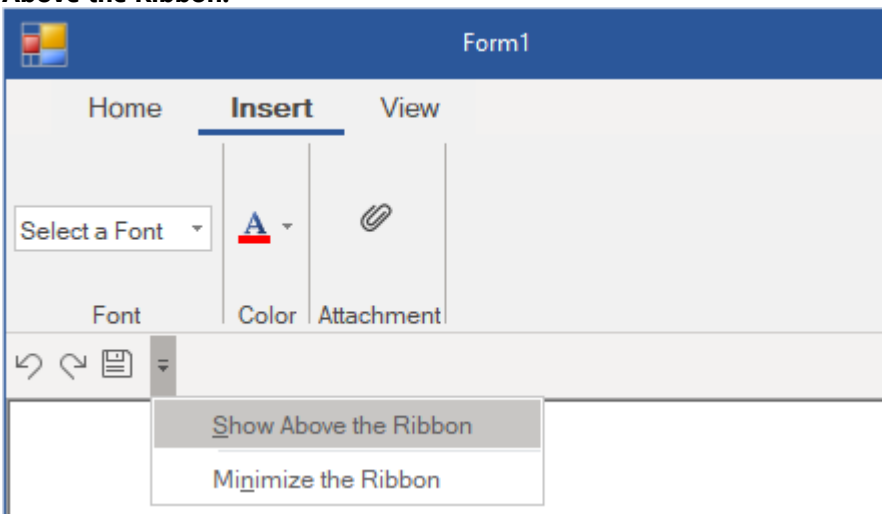 Above the Ribbon.
Form1
Home Insert View
Select a Font A
Font Color Attachment
Show Above the Ribbon
Minimize the Ribbon